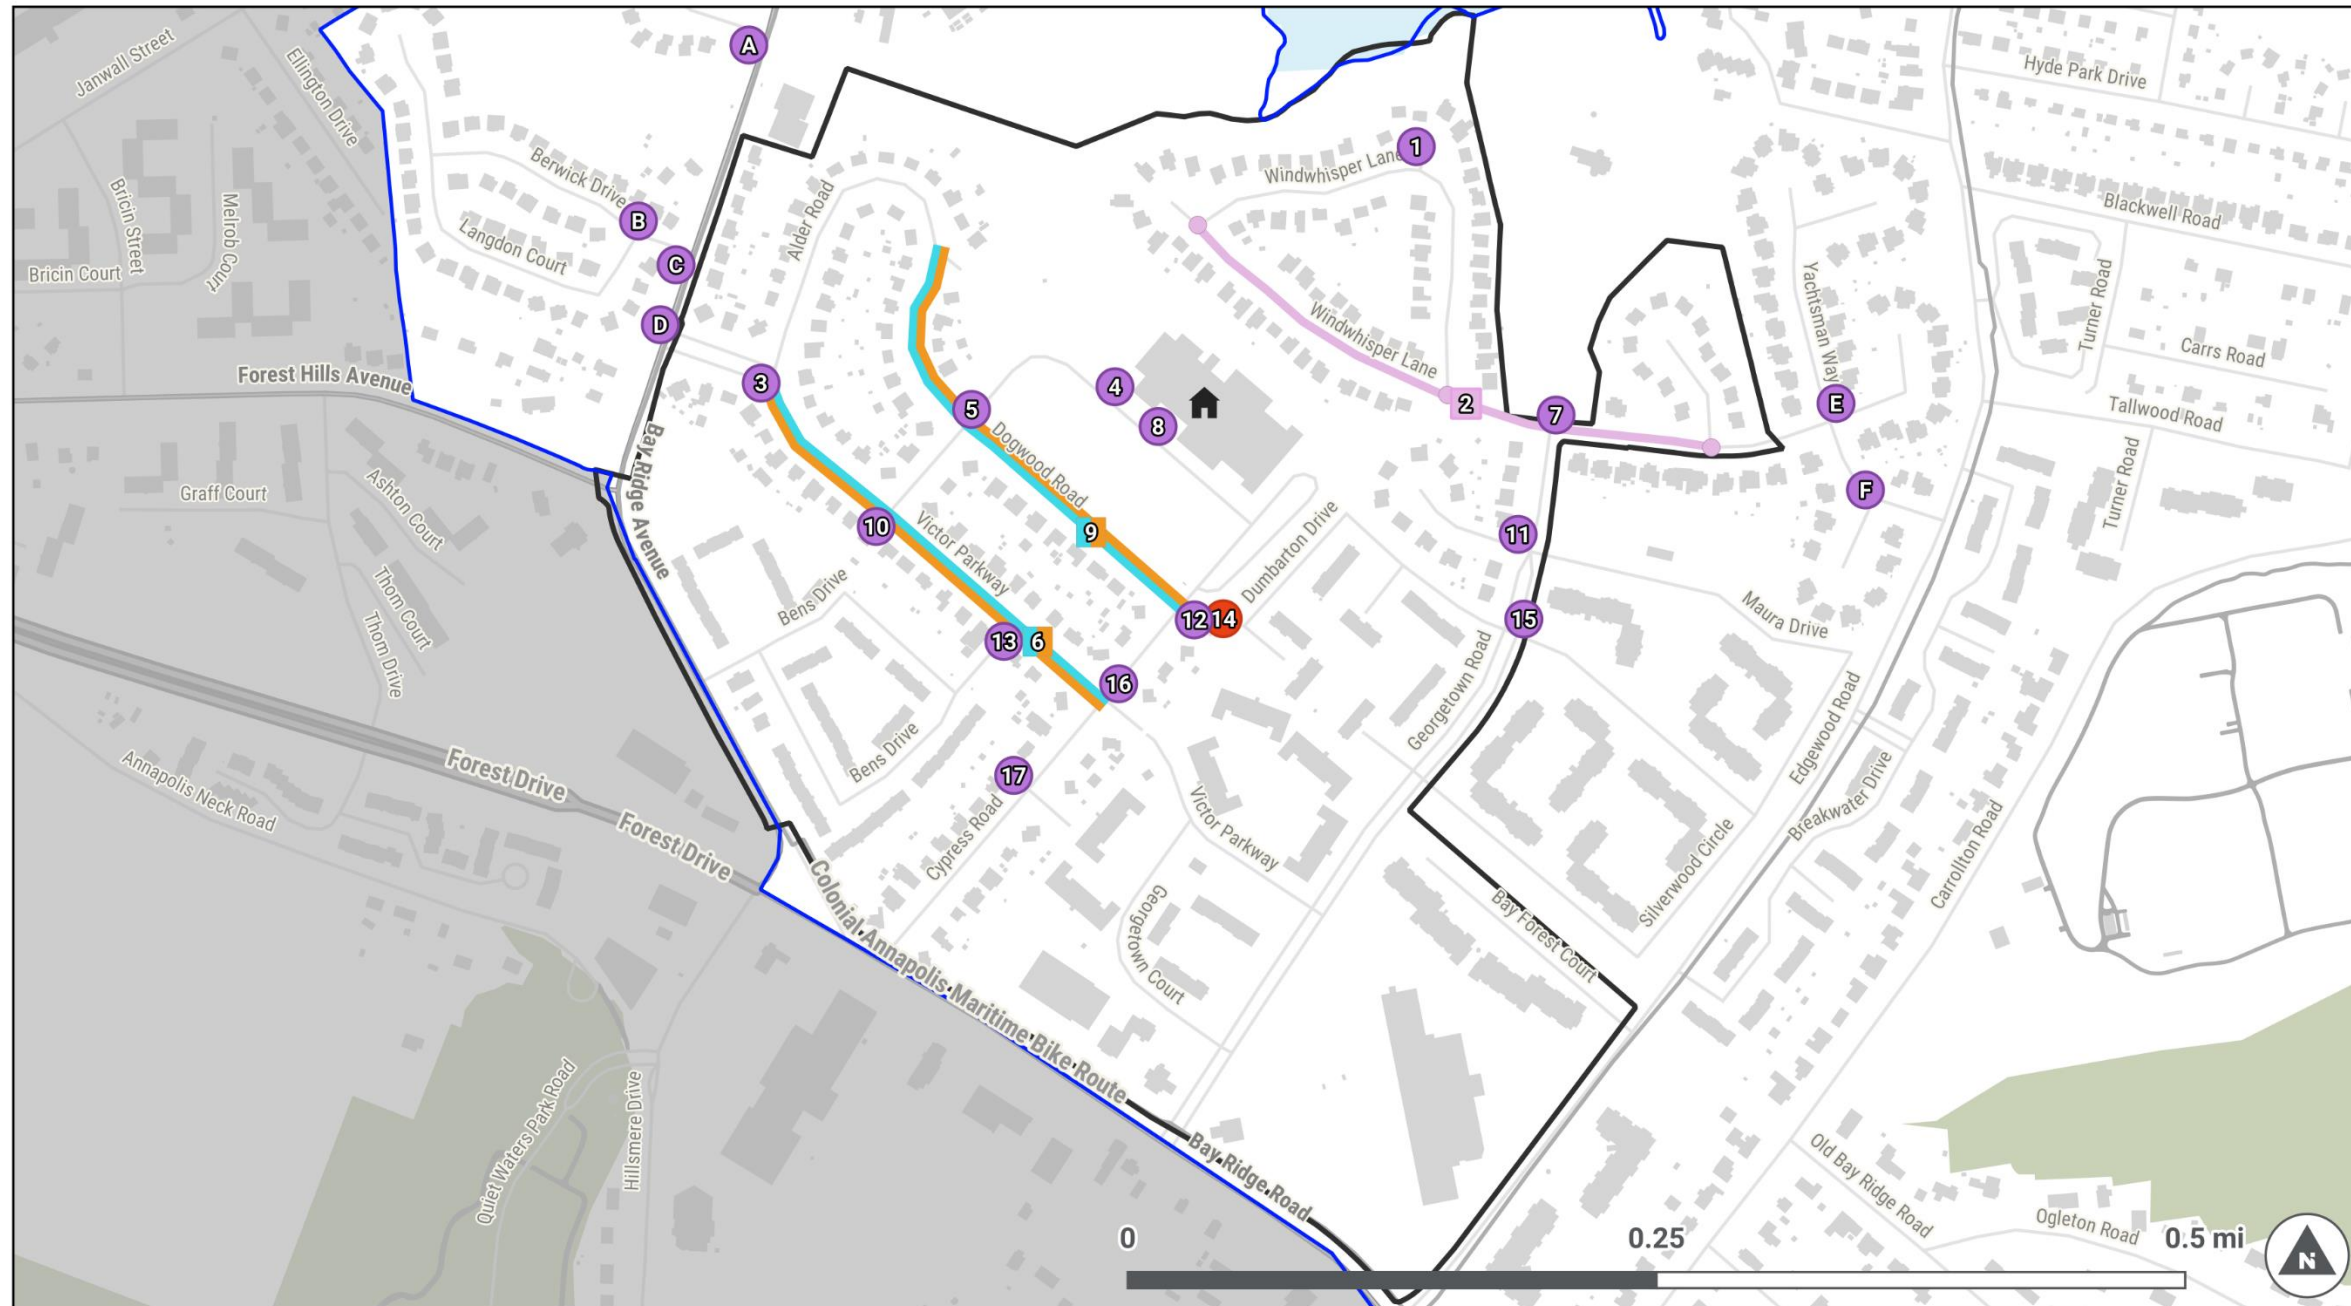 A
Janwall Street
Ellington Drive
Hyde Park Drive
1
Berwick Drive
Windwhisper Lane
Bricin Street
Melrob Court
B
Alder Road
Blackwell Road
Langdon Court
C
Bricin Court
D
Yachtsman Way
Turner Road
Windwhisper Lane
Carrs Road
Forest Hills Avenue
3
4
5
2
7
E
8
Tallwood Road
Dogwood Road
Bay Ridge Avenue
Ashton Court
Graff Court
Turner Road
F
10
Victor Parkway
9
Dumbarton Drive
11
Thom Court
Thom Drive
Bens Drive
13
6
12
14
15
Maura Drive
16
Georgetown Road
Edgewood Road
Forest Drive
Bens Drive
17
Annapolis Neck Road
Forest Drive
Cypress Road
Victor Parkway
Breakwater Drive
Carrollton Road
Silverwood Circle
Georgetown Court
Bay Forest Court
Colonial Annapolis Maritime Bike Route
Quiet Waters Park Road
Hillsmere Drive
Bay Ridge Road
Old Bay Ridge Road
Ogleton Road
0
0.25
0.5 mi
N